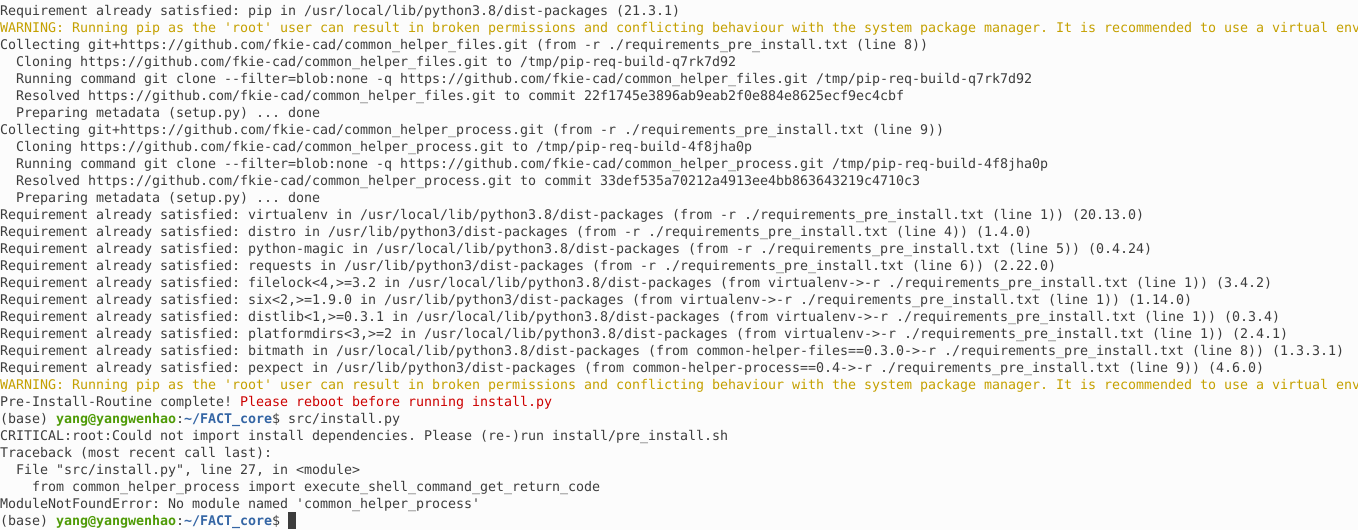 Requirement already satisfied: pip in /usr/local/lib/python3.8/dist-packages (21.3.1)
WARNING: Running pip as the 'root' user can result in broken permissions and conflicting behaviour with the system package manager. It is recommended to use a virtual env
Collecting git+https://github.com/fkie-cad/common_helper_files.git (from -r ./requirements_pre_install.txt (line 8))
  Cloning https://github.com/fkie-cad/common_helper_files.git to /tmp/pip-req-build-q7rk7d92
  Running command git clone --filter=blob:none -q https://github.com/fkie-cad/common_helper_files.git /tmp/pip-req-build-q7rk7d92
  Resolved https://github.com/fkie-cad/common_helper_files.git to commit 22f1745e3896ab9eab2f0e884e8625ecf9ec4cbf
  Preparing metadata (setup.py) ... done
Collecting git+https://github.com/fkie-cad/common_helper_process.git (from -r ./requirements_pre_install.txt (line 9))
  Cloning https://github.com/fkie-cad/common_helper_process.git to /tmp/pip-req-build-4f8jha0p
  Running command git clone --filter=blob:none -q https://github.com/fkie-cad/common_helper_process.git /tmp/pip-req-build-4f8jha0p
  Resolved https://github.com/fkie-cad/common_helper_process.git to commit 33def535a70212a4913ee4bb863643219c4710c3
  Preparing metadata (setup.py) ... done
Requirement already satisfied: virtualenv in /usr/local/lib/python3.8/dist-packages (from -r ./requirements_pre_install.txt (line 1)) (20.13.0)
Requirement already satisfied: distro in /usr/lib/python3/dist-packages (from -r ./requirements_pre_install.txt (line 4)) (1.4.0)
Requirement already satisfied: python-magic in /usr/local/lib/python3.8/dist-packages (from -r ./requirements_pre_install.txt (line 5)) (0.4.24)
Requirement already satisfied: requests in /usr/lib/python3/dist-packages (from -r ./requirements_pre_install.txt (line 6)) (2.22.0)
Requirement already satisfied: filelock<4,>=3.2 in /usr/local/lib/python3.8/dist-packages (from virtualenv->-r ./requirements_pre_install.txt (line 1)) (3.4.2)
Requirement already satisfied: six<2,>=1.9.0 in /usr/lib/python3/dist-packages (from virtualenv->-r ./requirements_pre_install.txt (line 1)) (1.14.0)
Requirement already satisfied: distlib<1,>=0.3.1 in /usr/local/lib/python3.8/dist-packages (from virtualenv->-r ./requirements_pre_install.txt (line 1)) (0.3.4)
Requirement already satisfied: platformdirs<3,>=2 in /usr/local/lib/python3.8/dist-packages (from virtualenv->-r ./requirements_pre_install.txt (line 1)) (2.4.1)
Requirement already satisfied: bitmath in /usr/local/lib/python3.8/dist-packages (from common-helper-files==0.3.0->-r ./requirements_pre_install.txt (line 8)) (1.3.3.1)
Requirement already satisfied: pexpect in /usr/lib/python3/dist-packages (from common-helper-process==0.4->-r ./requirements_pre_install.txt (line 9)) (4.6.0)
WARNING: Running pip as the 'root' user can result in broken permissions and conflicting behaviour with the system package manager. It is recommended to use a virtual env
Pre-Install-Routine complete! Please reboot before running install.py
(base) yang@yangwenhao:~/FACT_core$ src/install.py
CRITICAL:root:Could not import install dependencies. Please (re-)run install/pre_install.sh
Traceback (most recent call last):
  File "src/install.py", line 27, in <module>
    from common_helper_process import execute_shell_command_get_return_code
ModuleNotFoundError: No module named 'common_helper_process'
(base) yang@yangwenhao:~/FACT_core$